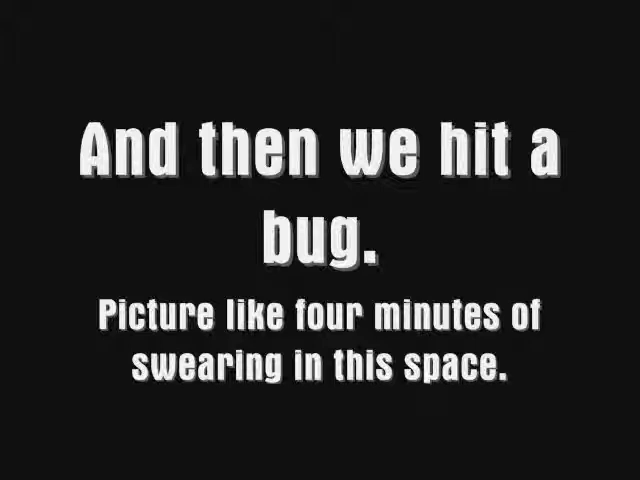 And then we hit a
bug.
Picture like four minutes of
swearing in this space.